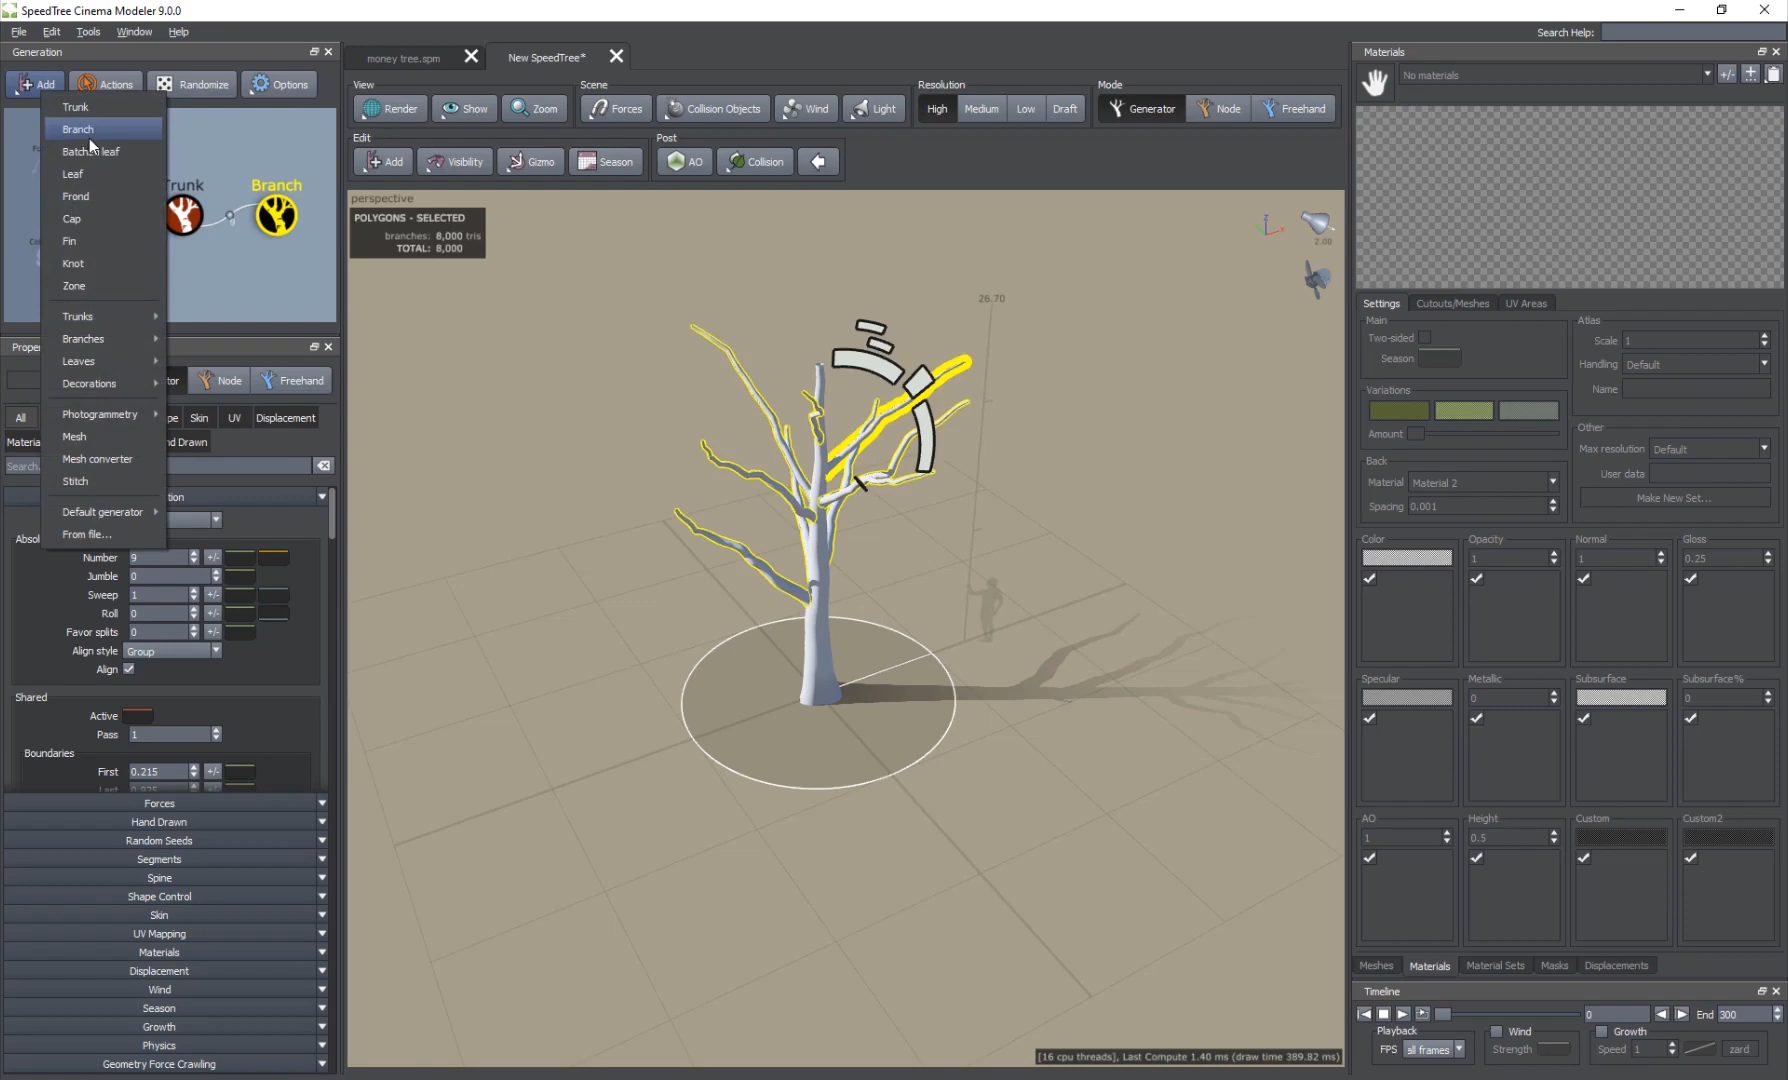 SpeedTree Cinema Modeler 9.0.0
File Edit Tools Window Help
Search Help:
Generation
Add Actions Randomize Options
Trunk
Branch
Batched leaf
Leaf
Frond
Cap
Fin
Knot
Zone
Trunks
Branches
Leaves
Decorations
Photogrammetry
Mesh
Mesh converter
Stitch
Default generator
From file...
Trunk
Branch
Node Freehand
All
Skin UV Displacement
Number 9
Jumble 0
Sweep 1
Roll 0
Favor splits 0
Align style Group
Align
Shared
Active
Pass 1
Boundaries
First 0.215
Last 0.925
Forces
Hand Drawn
Random Seeds
Segments
Spine
Shape Control
Skin
UV Mapping
Materials
Displacement
Wind
Season
Growth
Physics
Geometry Force Crawling
money tree.spm
New SpeedTree*
View
Render Show Zoom
Scene
Forces Collision Objects Wind Light
Resolution
High Medium Low Draft
Mode
Generator Node Freehand
Edit
Add Visibility Gizmo Season
Post
AO Collision
perspective
POLYGONS - SELECTED
branches: 8,000 tris
TOTAL: 8,000
2.00
26.70
[16 cpu threads], Last Compute 1.40 ms (draw time 389.82 ms)
Materials
No materials
Settings Cutouts/Meshes UV Areas
Main
Two-sided
Season
Variations
Amount
Back
Material Material 2
Spacing 0.001
Atlas
Scale 1
Handling Default
Name
Other
Max resolution Default
User data
Make New Set...
Color Opacity Normal Gloss
1 1 0.25
Specular Metallic Subsurface Subsurface%
0 0
AO Height Custom Custom2
1 0.5
Meshes Materials Material Sets Masks Displacements
Timeline
0 End 300
Playback
FPS all frames
Wind
Strength
Growth
Speed 1